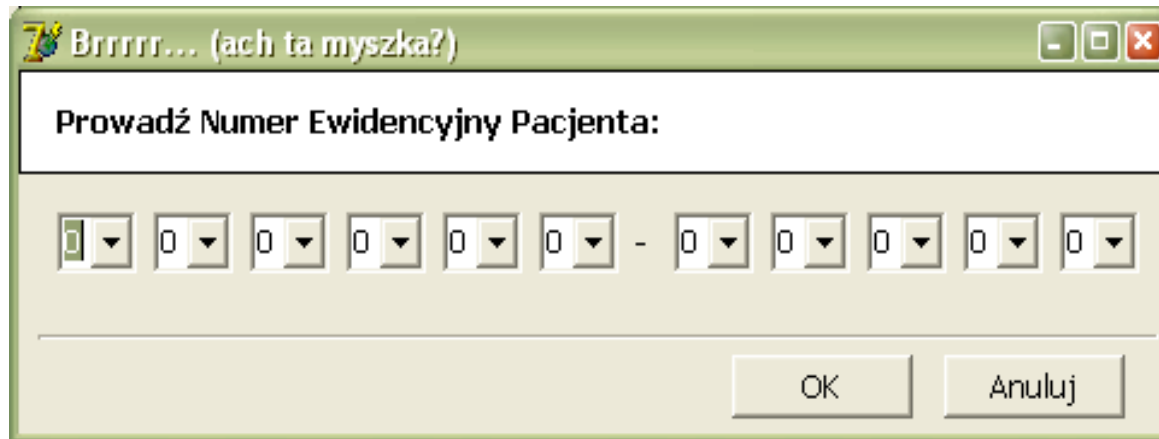 Brrrrr... (ach ta myszka?)
Prowadź Numer Ewidencyjny Pacjenta:
0 0 0 0 0 0 - 0 0 0 0 0
OK Anuluj